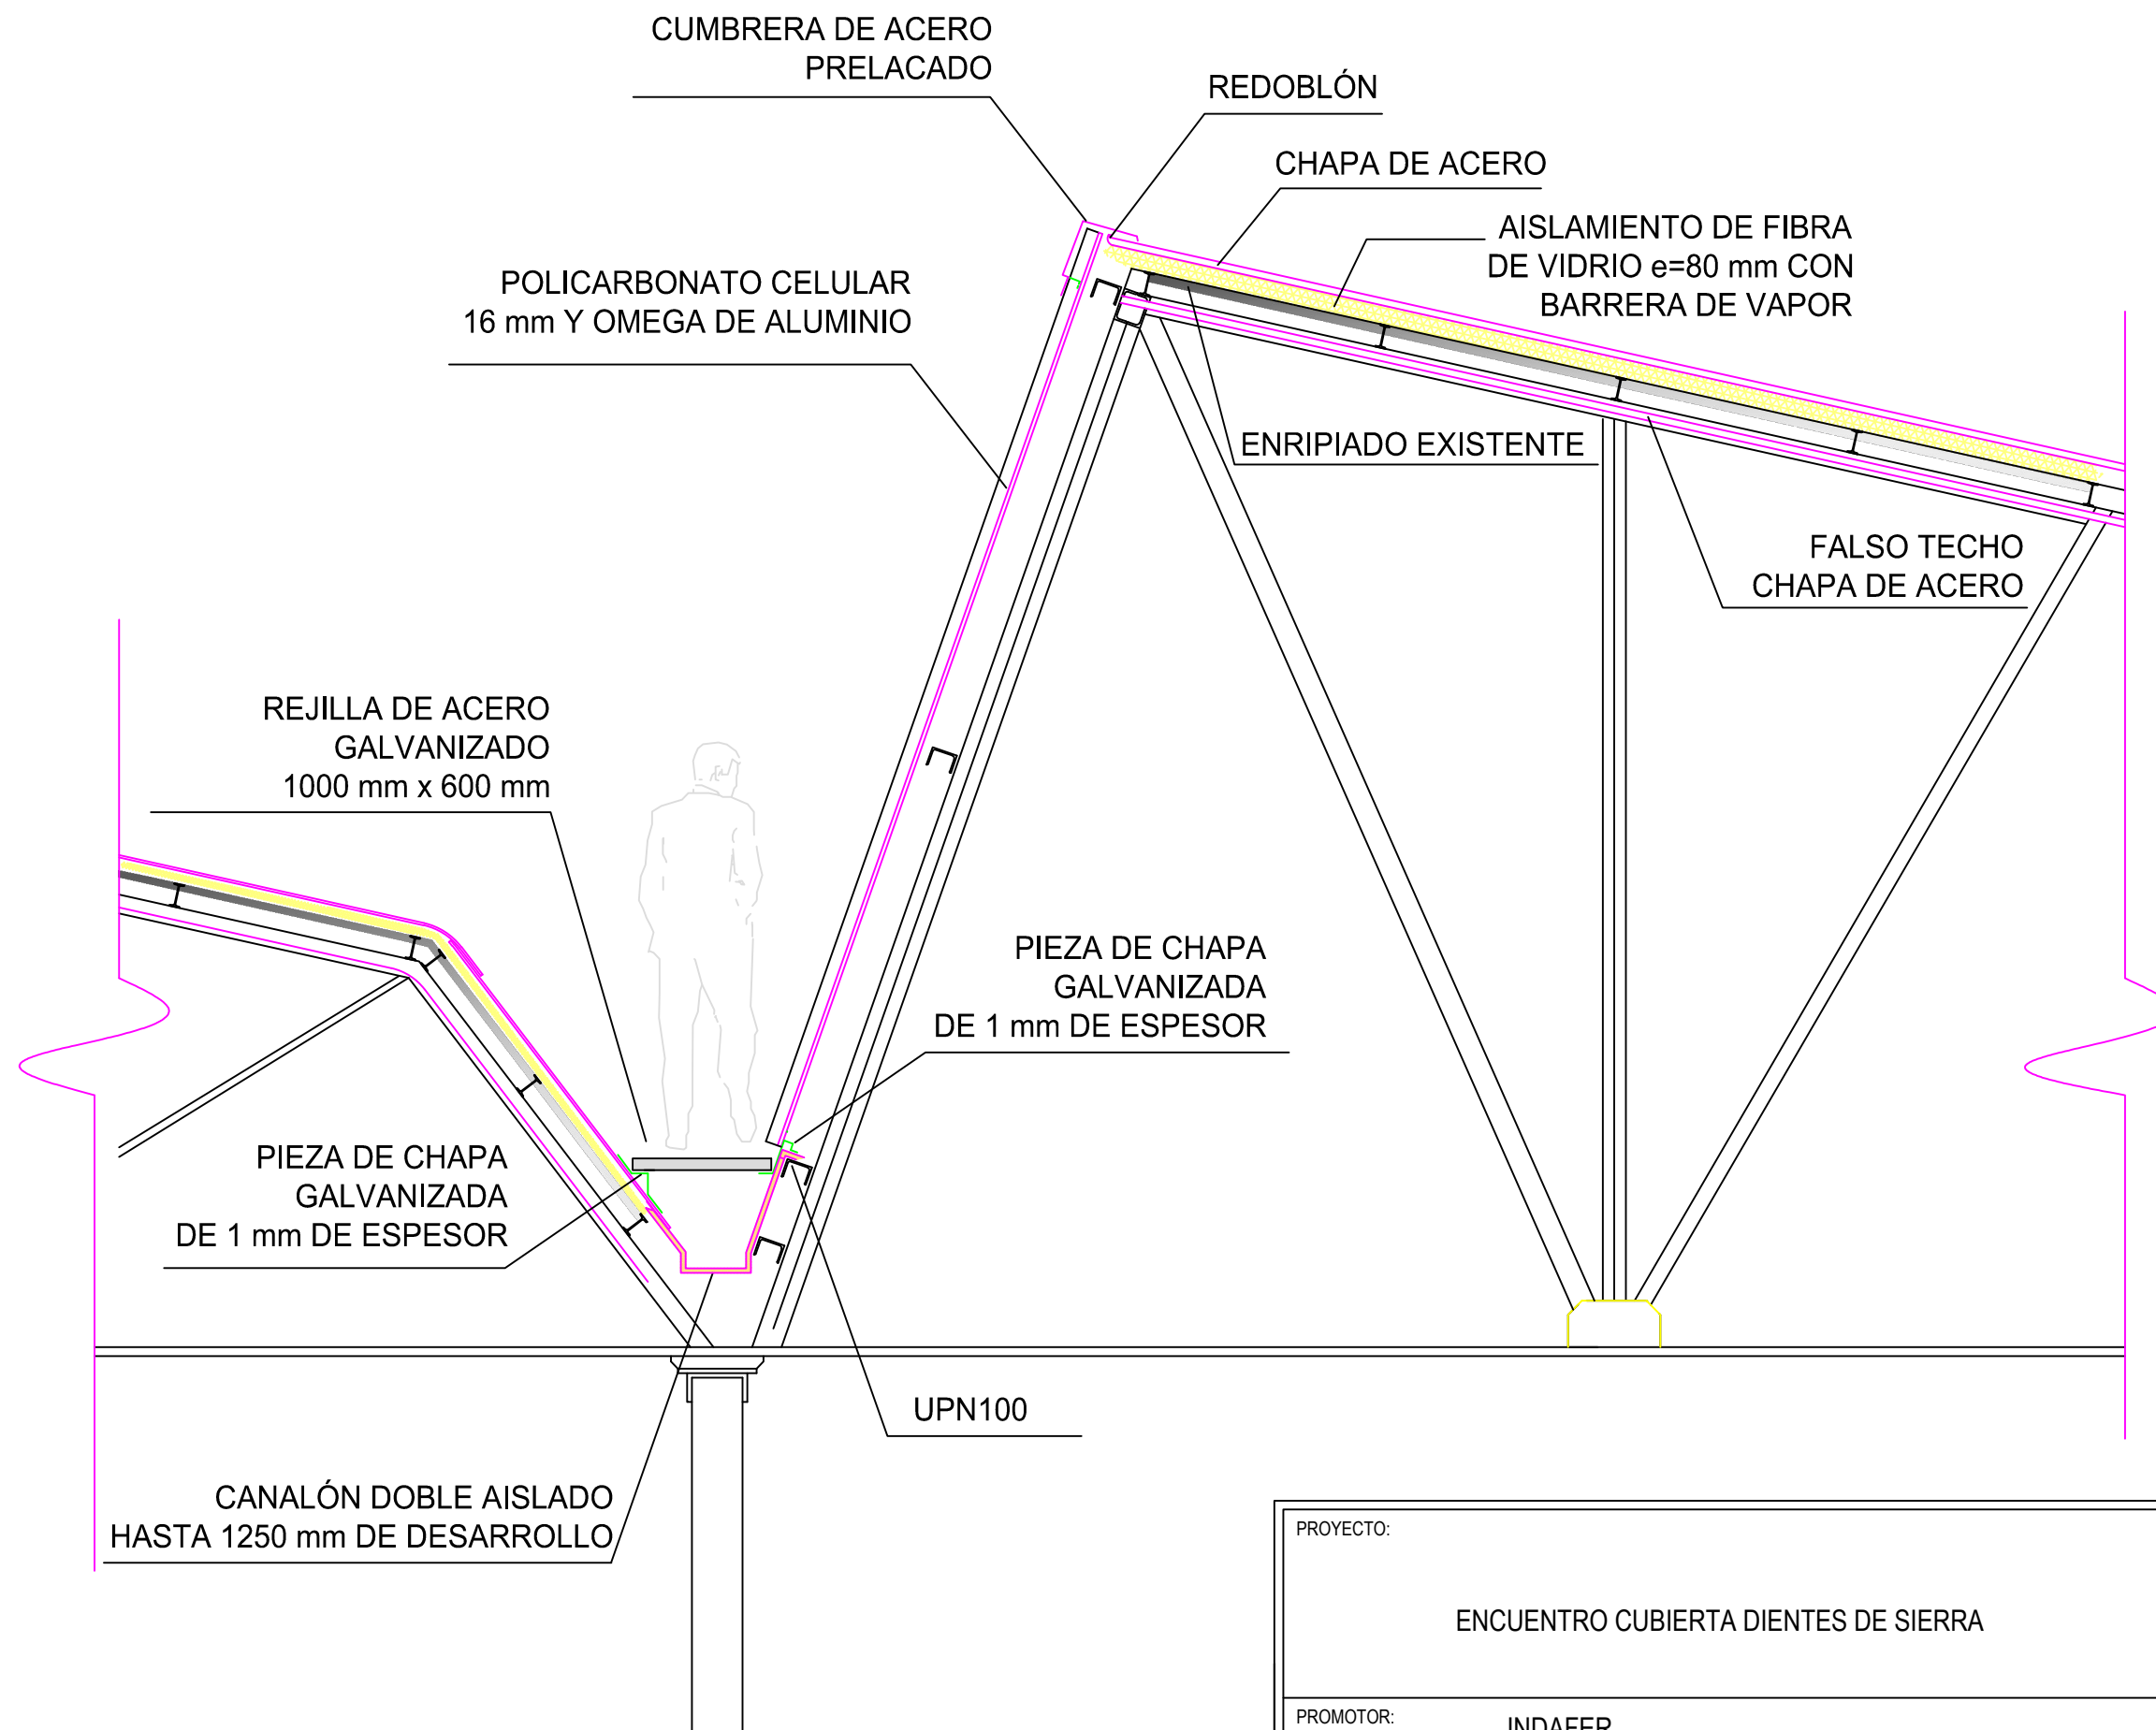 CUMBRERA DE ACERO
PRELACADO
REDOBLÓN
CHAPA DE ACERO
AISLAMIENTO DE FIBRA
DE VIDRIO e=80 mm CON
BARRERA DE VAPOR
POLICARBONATO CELULAR
16 mm Y OMEGA DE ALUMINIO
ENRIPIADO EXISTENTE
FALSO TECHO
CHAPA DE ACERO
REJILLA DE ACERO
GALVANIZADO
1000 mm x 600 mm
PIEZA DE CHAPA
GALVANIZADA
DE 1 mm DE ESPESOR
PIEZA DE CHAPA
GALVANIZADA
DE 1 mm DE ESPESOR
UPN100
CANALÓN DOBLE AISLADO
HASTA 1250 mm DE DESARROLLO
PROYECTO:
ENCUENTRO CUBIERTA DIENTES DE SIERRA
PROMOTOR:
INDAFER